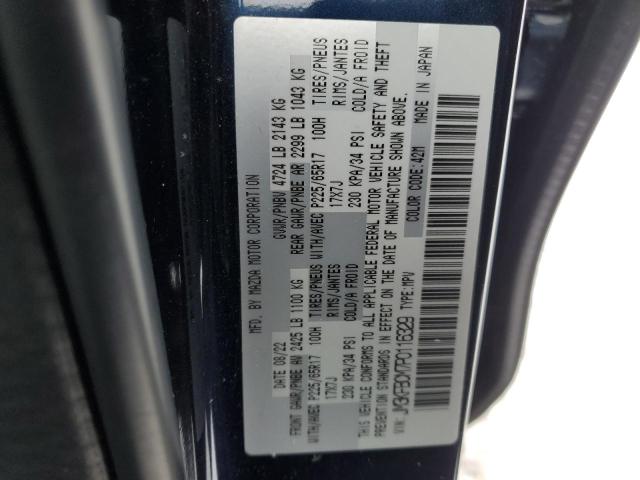 MFD. BY MAZDA MOTOR CORPORATION
DATE 08/22 GVWR/PNBV 4724 LB 2143 KG
FRONT GAWR/PNBE AV 2425 LB 1100 KG REAR GAWR/PNBE AR 2299 LB 1043 KG
WITH/AVEC P225/65R17 100H TIRES/PNEUS WITH/AVEC P225/65R17 100H TIRES/PNEUS
17X7J RIMS/JANTES 17X7J RIMS/JANTES
230 KPA/34 PSI COLD/A FROID 230 KPA/34 PSI COLD/A FROID
THIS VEHICLE CONFORMS TO ALL APPLICABLE FEDERAL MOTOR VEHICLE SAFETY AND THEFT
PREVENTION STANDARDS IN EFFECT ON THE DATE OF MANUFACTURE SHOWN ABOVE.
VIN: JM3KFBCM7P0116329 TYPE:MPV COLOR CODE:42M MADE IN JAPAN